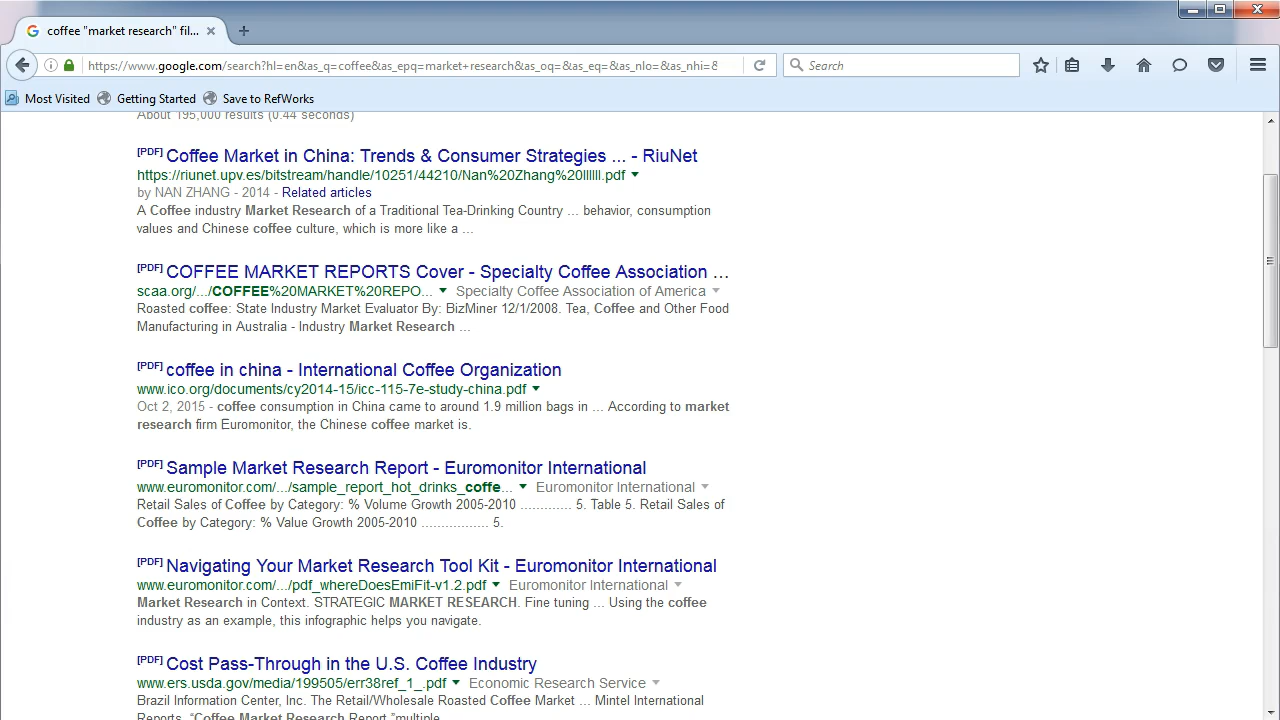 coffee "market research" fil...
https://www.google.com/search?hl=en&as_q=coffee&as_epq=market+research&as_oq=&as_eq=&as_nlo=&as_nhi=&
Search
Most Visited Getting Started Save to RefWorks
About 195,000 results (0.44 seconds)
[PDF] Coffee Market in China: Trends & Consumer Strategies ... - RiuNet
https://riunet.upv.es/bitstream/handle/10251/44210/Nan%20Zhang%20llllll.pdf
by NAN ZHANG - 2014 - Related articles
A Coffee industry Market Research of a Traditional Tea-Drinking Country ... behavior, consumption
values and Chinese coffee culture, which is more like a ...
[PDF] COFFEE MARKET REPORTS Cover - Specialty Coffee Association ...
scaa.org/.../COFFEE%20MARKET%20REPO... Specialty Coffee Association of America
Roasted coffee: State Industry Market Evaluator By: BizMiner 12/1/2008. Tea, Coffee and Other Food
Manufacturing in Australia - Industry Market Research ...
[PDF] coffee in china - International Coffee Organization
www.ico.org/documents/cy2014-15/icc-115-7e-study-china.pdf
Oct 2, 2015 - coffee consumption in China came to around 1.9 million bags in ... According to market
research firm Euromonitor, the Chinese coffee market is.
[PDF] Sample Market Research Report - Euromonitor International
www.euromonitor.com/.../sample_report_hot_drinks_coffe... Euromonitor International
Retail Sales of Coffee by Category: % Volume Growth 2005-2010 ............. 5. Table 5. Retail Sales of
Coffee by Category: % Value Growth 2005-2010 ................. 5.
[PDF] Navigating Your Market Research Tool Kit - Euromonitor International
www.euromonitor.com/.../pdf_whereDoesEmiFit-v1.2.pdf Euromonitor International
Market Research in Context. STRATEGIC MARKET RESEARCH. Fine tuning ... Using the coffee
industry as an example, this infographic helps you navigate.
[PDF] Cost Pass-Through in the U.S. Coffee Industry
www.ers.usda.gov/media/199505/err38ref_1_.pdf Economic Research Service
Brazil Information Center, Inc. The Retail/Wholesale Roasted Coffee Market ... Mintel International
Reports, "Coffee Market Research Report,"multiple